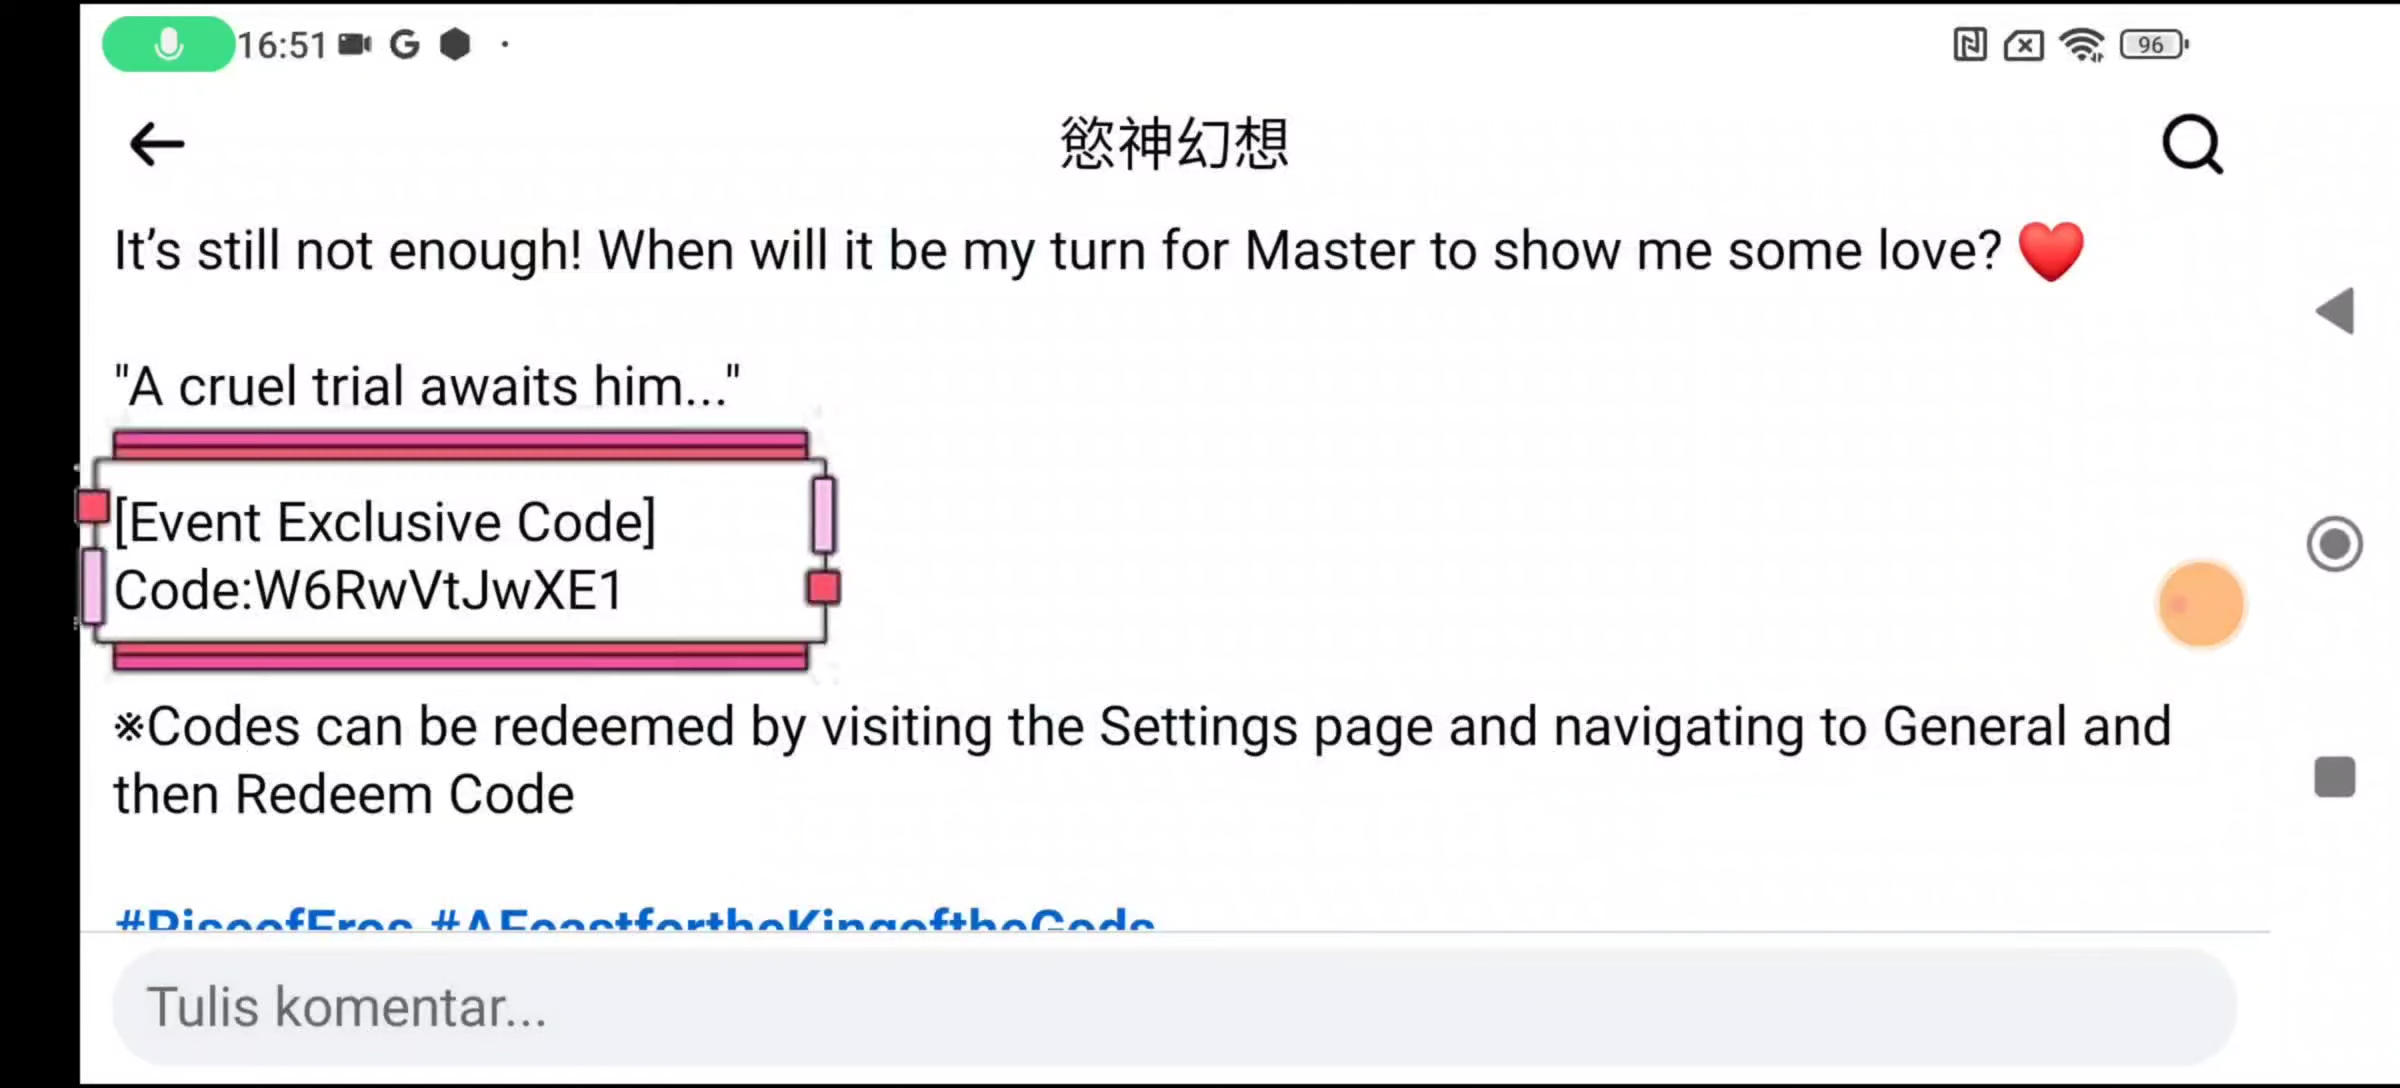 16:51
96
慾神幻想
It’s still not enough! When will it be my turn for Master to show me some love?
"A cruel trial awaits him..."
[Event Exclusive Code]
Code:W6RwVtJwXE1
※Codes can be redeemed by visiting the Settings page and navigating to General and
then Redeem Code
#RiseofEros #AFeastfortheKingoftheGods
Tulis komentar...